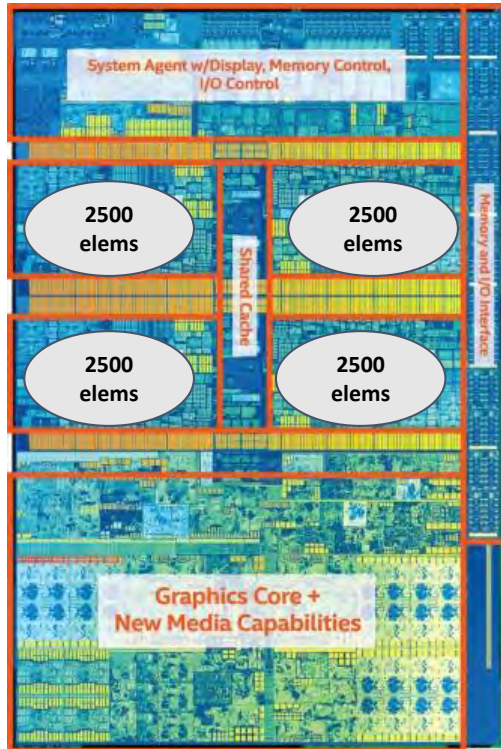 System Agent w/Display, Memory Control,
I/O Control
2500
elems
2500
elems
Shared Cache
Memory and I/O Interface
2500
elems
2500
elems
Graphics Core +
New Media Capabilities